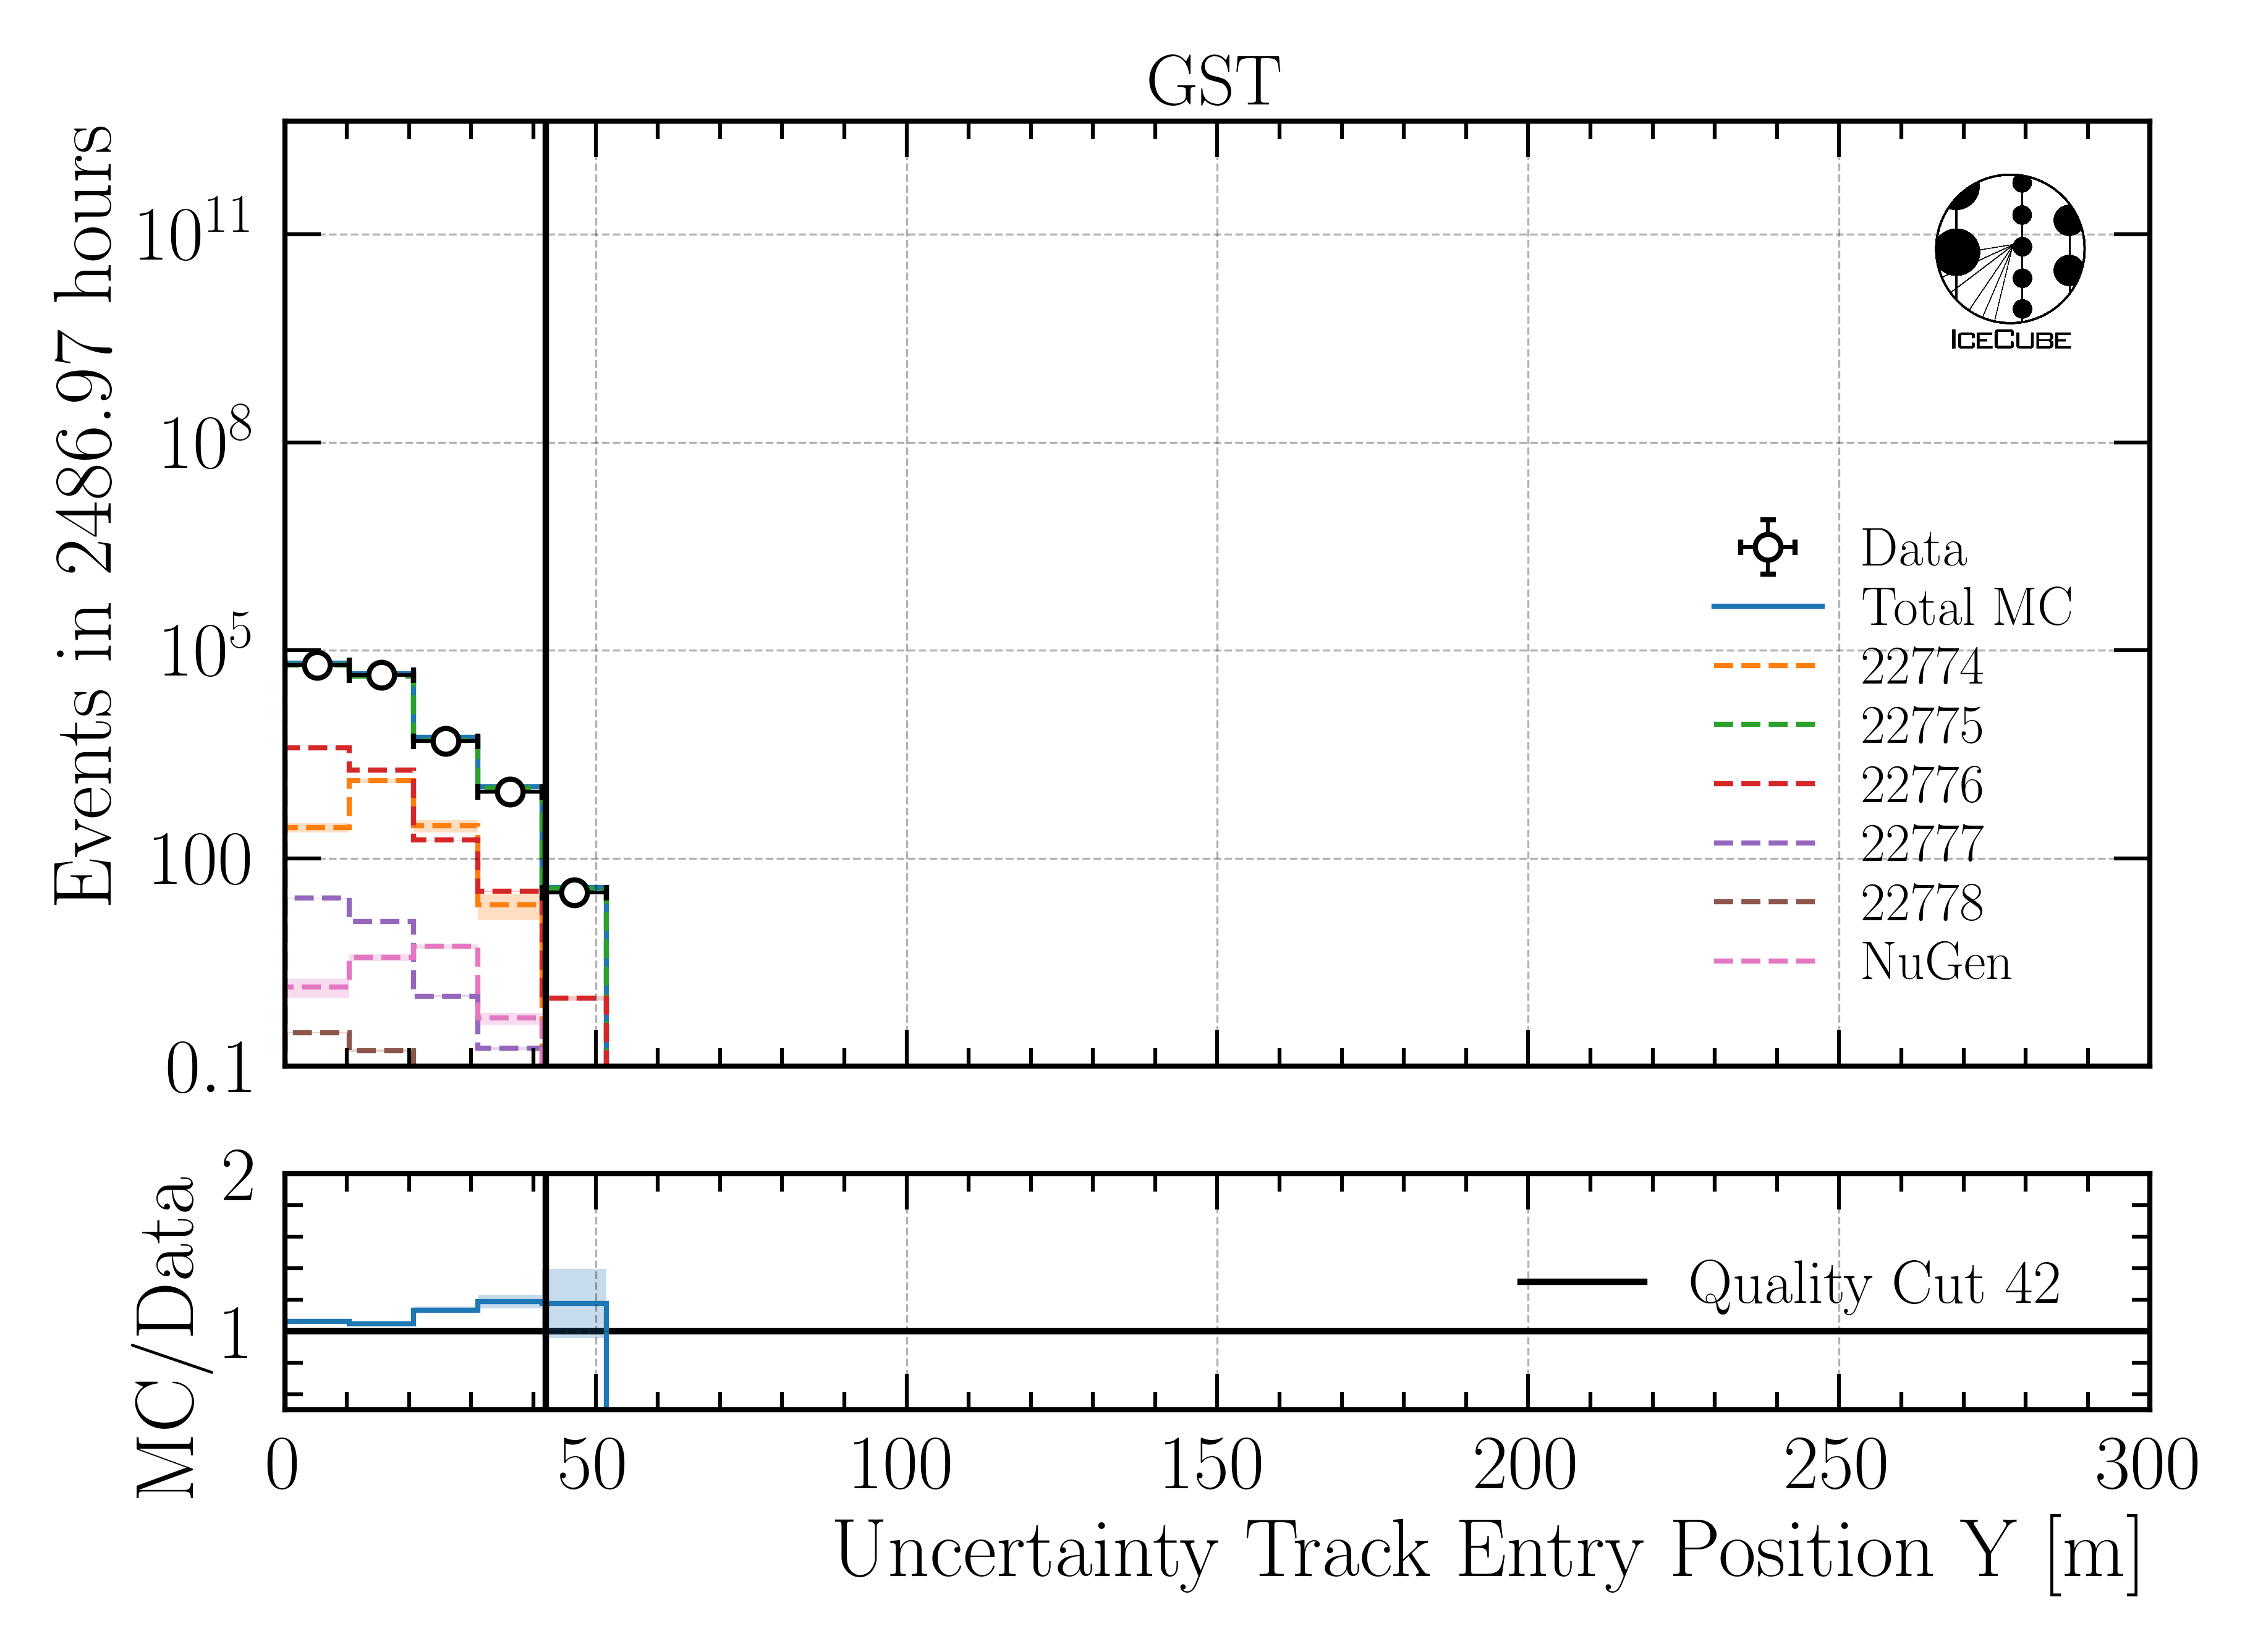 GST
Events in 2486.97 hours
10^11
10^8
10^5
100
0.1
IceCube
Data
Total MC
22774
22775
22776
22777
22778
NuGen
MC/Data
2
1
Quality Cut 42
0 50 100 150 200 250 300
Uncertainty Track Entry Position Y [m]